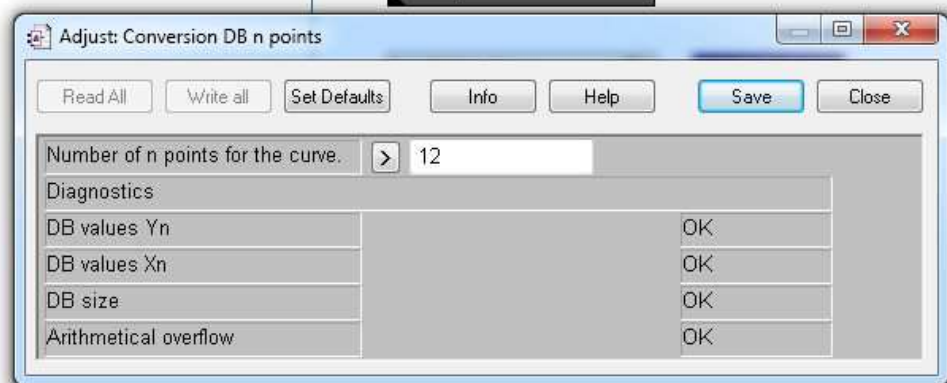 Adjust: Conversion DB n points
Read All Write all Set Defaults Info Help Save Close
Number of n points for the curve. > 12
Diagnostics
DB values Yn OK
DB values Xn OK
DB size OK
Arithmetical overflow OK